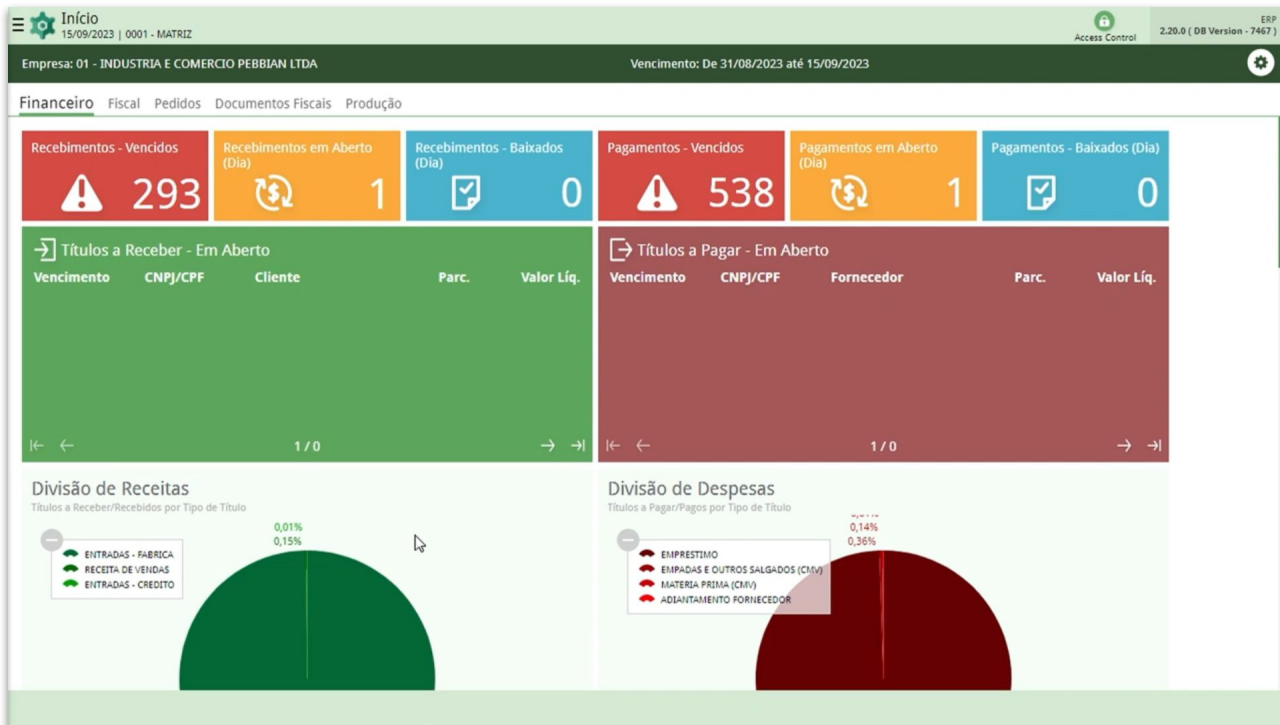 Início
15/09/2023 | 0001 - MATRIZ
Access Control
ERP
2.20.0 ( DB Version - 7467 )
Empresa: 01 - INDUSTRIA E COMERCIO PEBBIAN LTDA
Vencimento: De 31/08/2023 até 15/09/2023
Financeiro Fiscal Pedidos Documentos Fiscais Produção
Recebimentos - Vencidos
293
Recebimentos em Aberto
(Dia)
1
Recebimentos - Baixados
(Dia)
0
Pagamentos - Vencidos
538
Pagamentos em Aberto
(Dia)
1
Pagamentos - Baixados (Dia)
0
Títulos a Receber - Em Aberto
Vencimento CNPJ/CPF Cliente Parc. Valor Líq.
1 / 0
Títulos a Pagar - Em Aberto
Vencimento CNPJ/CPF Fornecedor Parc. Valor Líq.
1 / 0
Divisão de Receitas
Títulos a Receber/Recebidos por Tipo de Título
0,01%
0,15%
ENTRADAS - FABRICA
RECEITA DE VENDAS
ENTRADAS - CREDITO
Divisão de Despesas
Títulos a Pagar/Pagos por Tipo de Título
0,14%
0,36%
EMPRESTIMO
EMPADAS E OUTROS SALGADOS (CMV)
MATERIA PRIMA (CMV)
ADIANTAMENTO FORNECEDOR